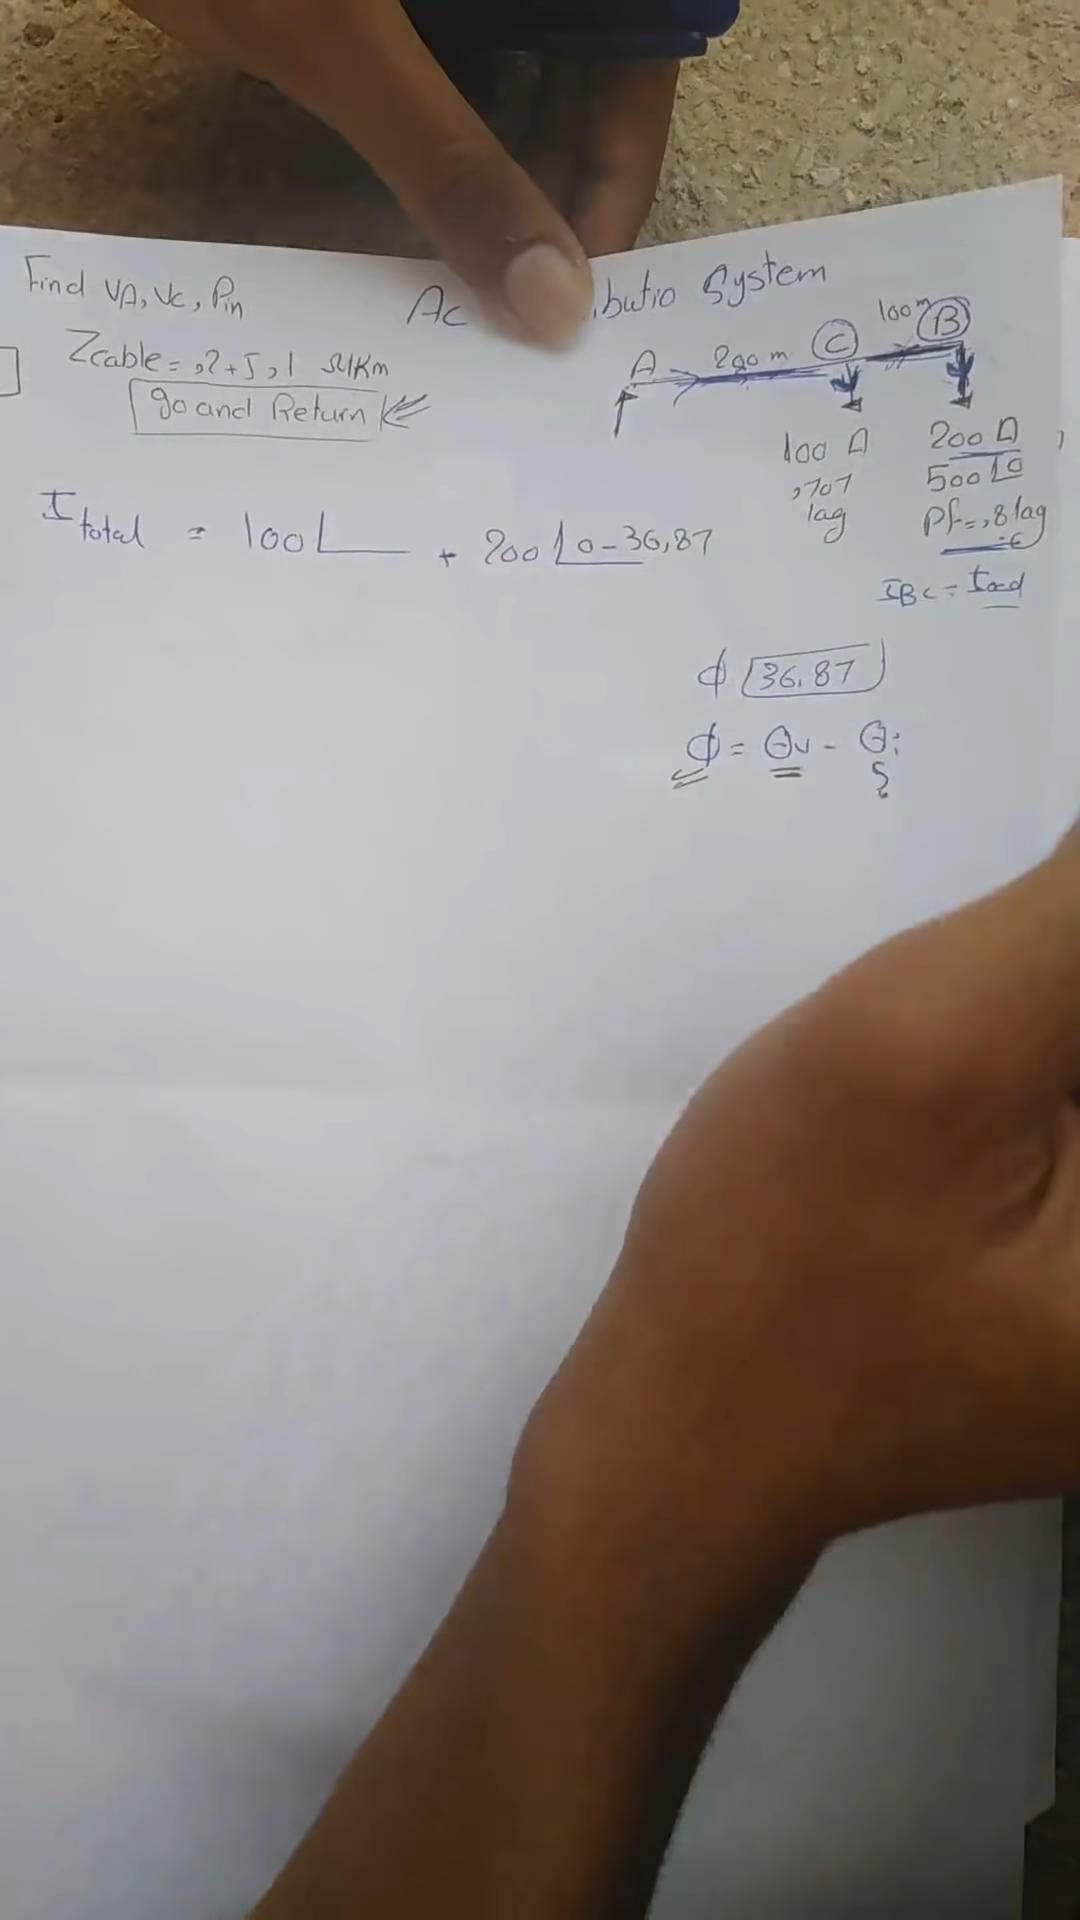 Find VA, Vc, Pin
Ac
butio System
Zcable = ,2 + J,1 Ω/Km
go and Return
A
200 m
C
100 m
B
100 A
,707
lag
200 A
500 ∠0
Pf = ,8 lag
IBC = Iload
I total = 100∠ + 200 ∠0-36,87
ϕ 36.87
ϕ = θv - θi